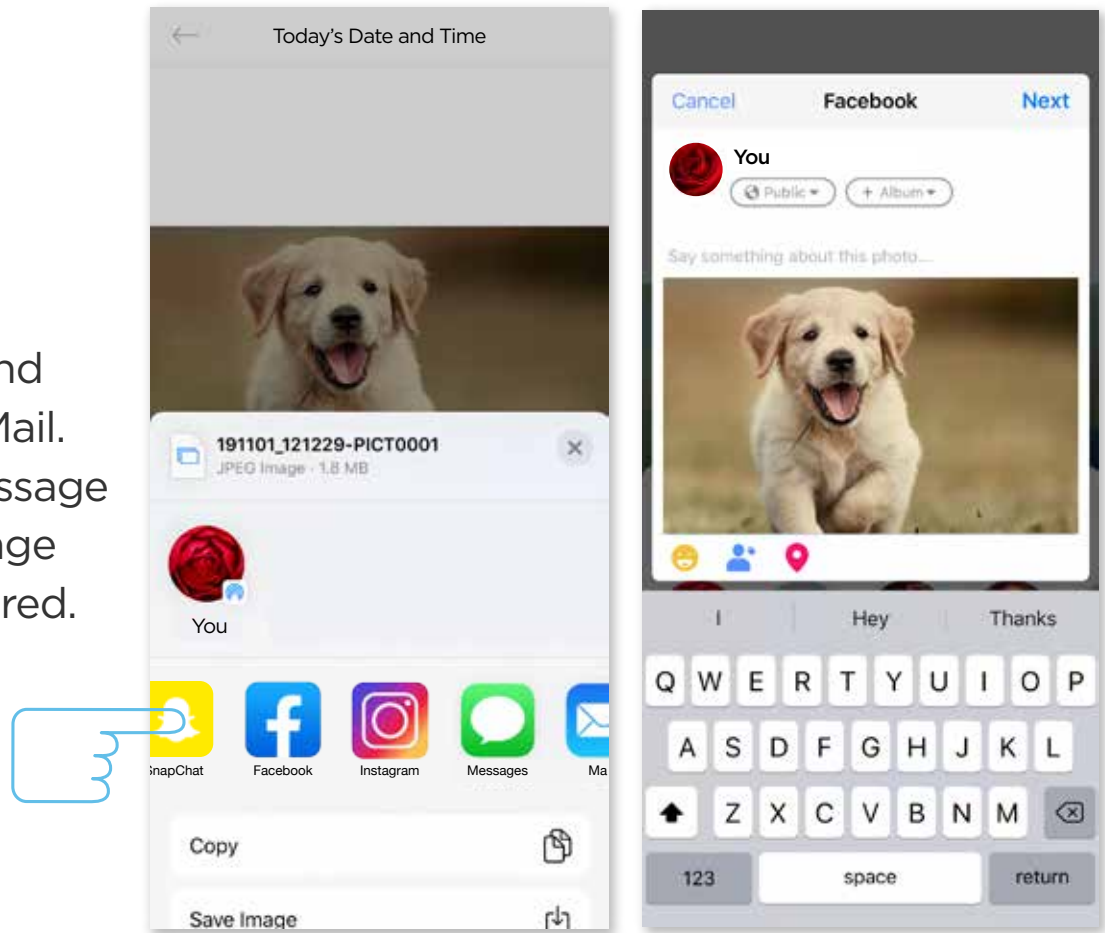 nd
Mail.
ssage
age
red.
Today's Date and Time
191101_121229-PICT0001
JPEG Image - 1.8 MB
You
SnapChat Facebook Instagram Messages Ma
Copy
Save Image
Cancel Facebook Next
You
Public + Album
Say something about this photo...
I Hey Thanks
Q W E R T Y U I O P
A S D F G H J K L
Z X C V B N M
123 space return